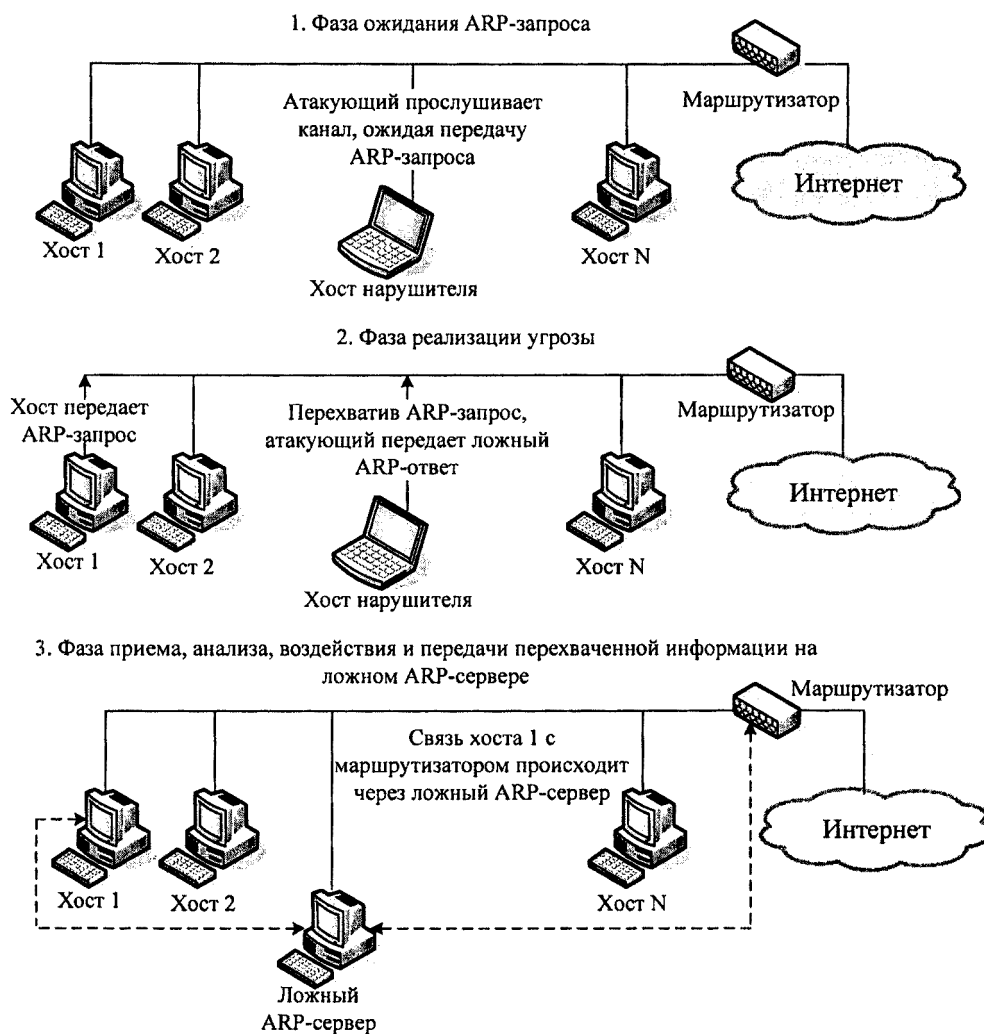 1. Фаза ожидания ARP-запроса
Маршрутизатор
Атакующий прослушивает
канал, ожидая передачу
ARP-запроса
Интернет
Хост 1
Хост 2
Хост нарушителя
Хост N
2. Фаза реализации угрозы
Хост передает
ARP-запрос
Перехватив ARP-запрос,
атакующий передает ложный
ARP-ответ
Маршрутизатор
Интернет
Хост 1
Хост 2
Хост нарушителя
Хост N
3. Фаза приема, анализа, воздействия и передачи перехваченной информации на
ложном ARP-сервере
Маршрутизатор
Связь хоста 1 с
маршрутизатором происходит
через ложный ARP-сервер
Интернет
Хост 1
Хост 2
Хост N
Ложный
ARP-сервер